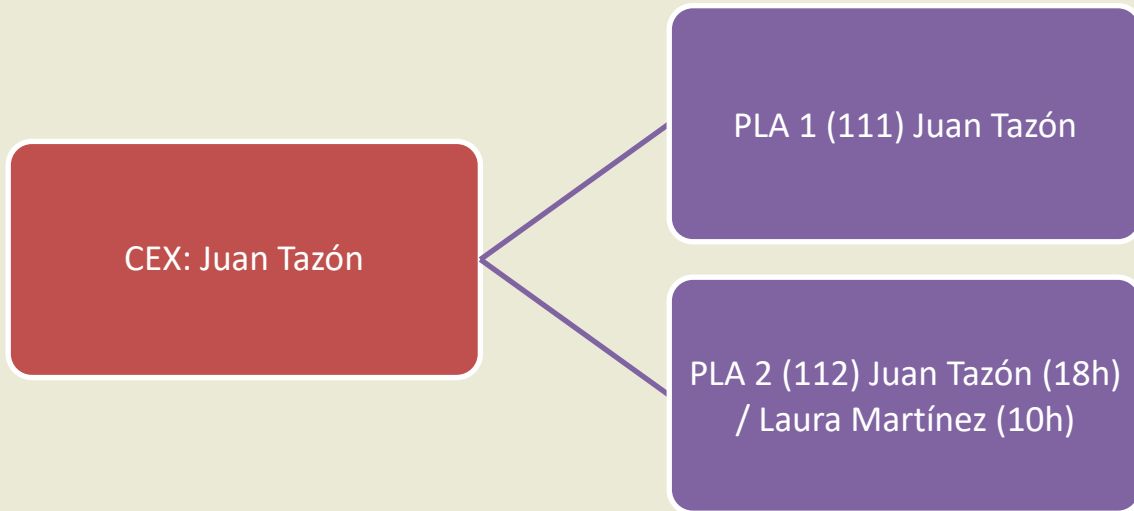 CEX: Juan Tazón
PLA 1 (111) Juan Tazón
PLA 2 (112) Juan Tazón (18h)
/ Laura Martínez (10h)